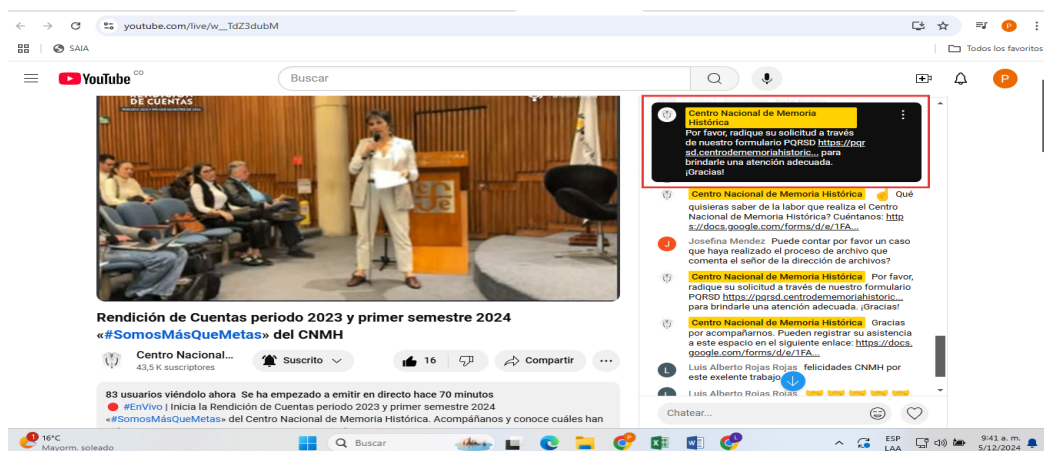 youtube.com/live/w__TdZ3dubM
P
SAIA
Todos los favoritos
YouTube CO
Buscar
P
DE CUENTAS
Centro Nacional de Memoria
Histórica
Por favor, radique su solicitud a través
de nuestro formulario PQRSD https://pqr
sd.centrodememoriahistoric... para
brindarle una atención adecuada.
¡Gracias!
Centro Nacional de Memoria Histórica ☝ Qué
quisieras saber de la labor que realiza el Centro
Nacional de Memoria Histórica? Cuéntanos: http
s://docs.google.com/forms/d/e/1FA...
J
Josefina Mendez Puede contar por favor un caso
que haya realizado el proceso de archivo que
comenta el señor de la dirección de archivos?
Centro Nacional de Memoria Histórica Por favor,
radique su solicitud a través de nuestro formulario
PQRSD https://pqrsd.centrodememoriahistoric...
para brindarle una atención adecuada. ¡Gracias!
Centro Nacional de Memoria Histórica Gracias
por acompañarnos. Pueden registrar su asistencia
a este espacio en el siguiente enlace: https://docs.
google.com/forms/d/e/1FA...
L
Luis Alberto Rojas Rojas felicidades CNMH por
este exelente trabajo
L
Luis Alberto Rojas Rojas
Chatear...
Rendición de Cuentas periodo 2023 y primer semestre 2024
«#SomosMásQueMetas» del CNMH
Centro Nacional...
43,5 K suscriptores
Suscrito
16
Compartir
83 usuarios viéndolo ahora Se ha empezado a emitir en directo hace 70 minutos
#EnVivo | Inicia la Rendición de Cuentas periodo 2023 y primer semestre 2024
«#SomosMásQueMetas» del Centro Nacional de Memoria Histórica. Acompáñanos y conoce cuáles han
1
16°C
Mayorm. soleado
Buscar
ESP
LAA
9:41 a. m.
5/12/2024